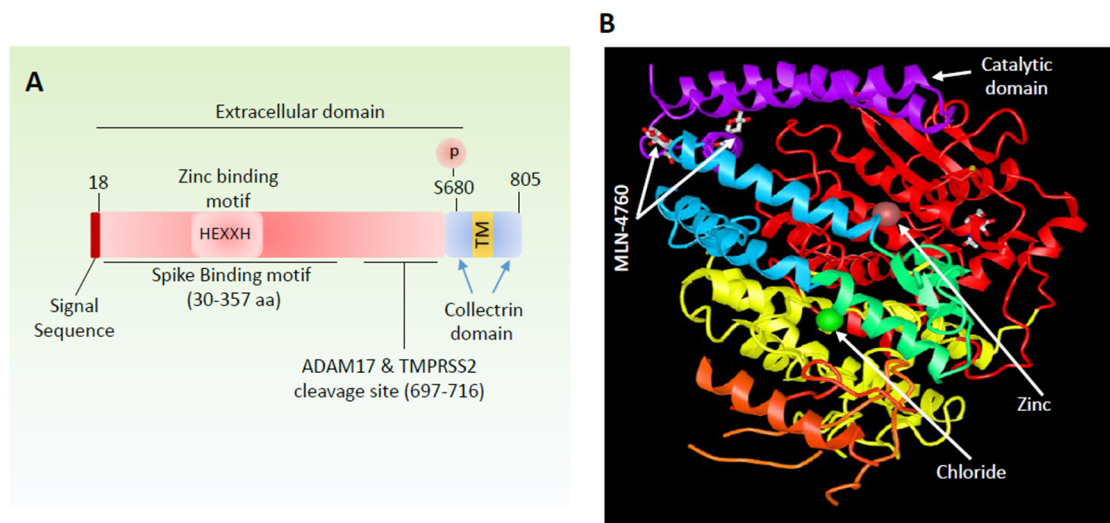 A
Extracellular domain
p
18
Zinc binding
motif
S680
805
HEXXH
TM
Spike Binding motif
(30-357 aa)
Signal
Sequence
Collectrin
domain
ADAM17 & TMPRSS2
cleavage site (697-716)
B
Catalytic
domain
MLN-4760
Zinc
Chloride